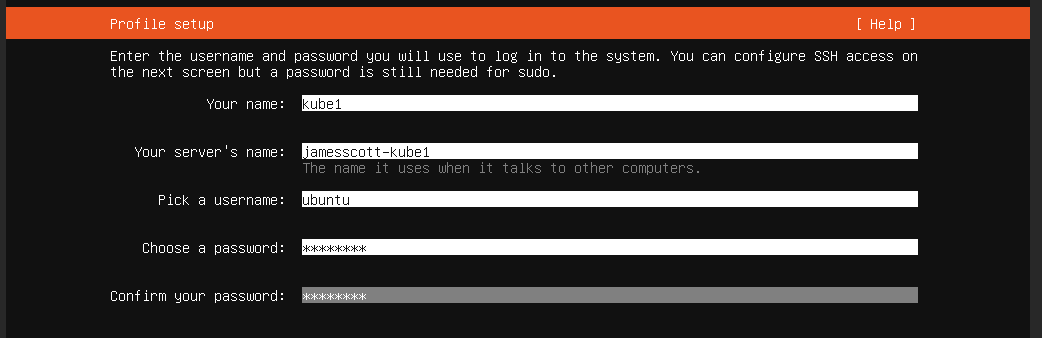 Profile setup [ Help ]
Enter the username and password you will use to log in to the system. You can configure SSH access on
the next screen but a password is still needed for sudo.
Your name: kube1
Your server's name: jamesscott-kube1
The name it uses when it talks to other computers.
Pick a username: ubuntu
Choose a password: ********
Confirm your password: ********